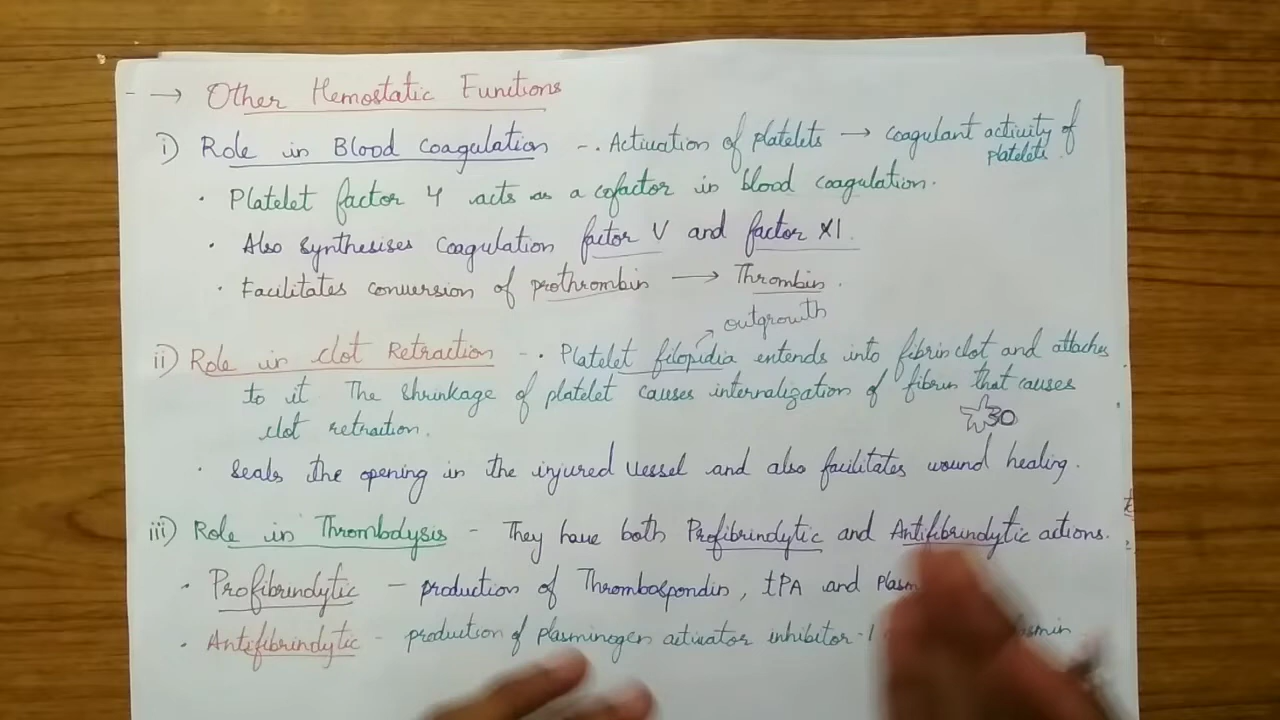 - → Other Hemostatic Functions
i) Role in Blood coagulation -. Activation of platelets → coagulant activity of platelets.
· Platelet factor 4 acts as a cofactor in blood coagulation.
· Also synthesises coagulation factor V and factor XI.
· Facilitates conversion of prothrombin → Thrombin.
outgrowth
ii) Role in clot Retraction -. Platelet filopidia entends into fibrin clot and attaches
to it The shrinkage of platelet causes internalization of fibrin that causes
30
clot retraction.
· Seals the opening in the injured vessel and also facilitates wound healing.
iii) Role in Thrombolysis - They have both Profibrinolytic and Antifibrinolytic actions.
· Profibrinolytic - production of Thrombospondin, tPA and
· Antifibrinolytic - production of plasminogen activator inhibitor-1